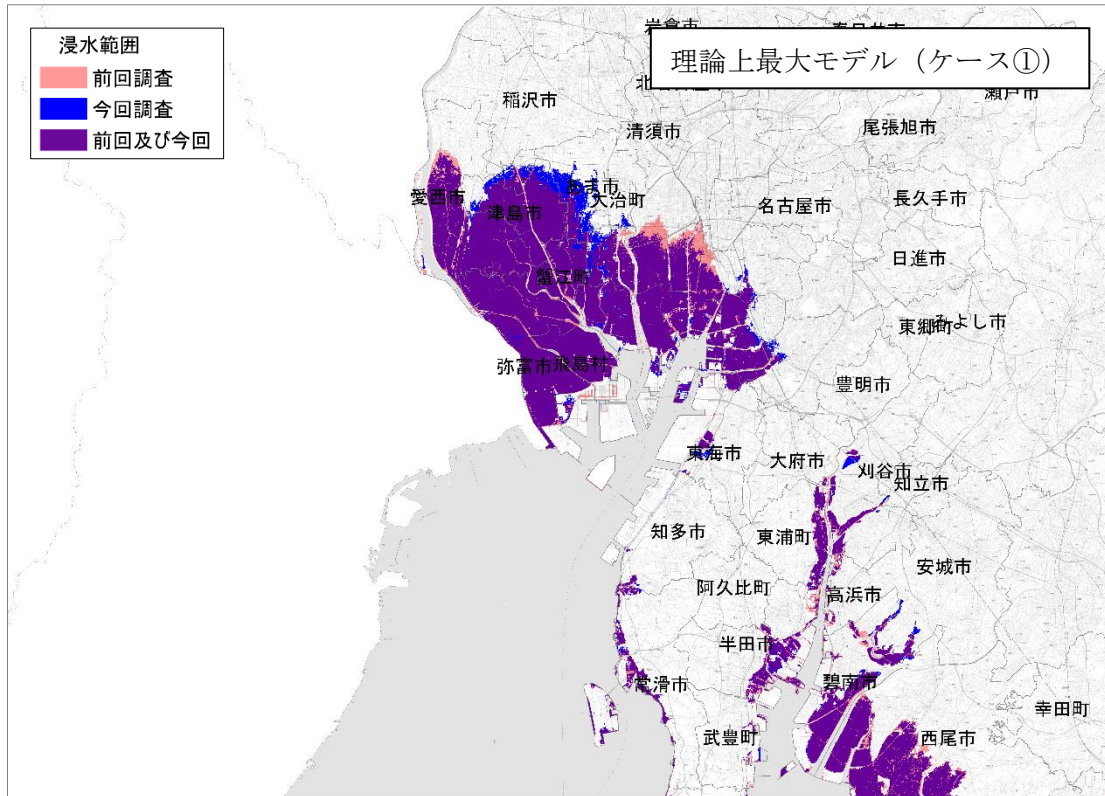 浸水範囲
前回調査
今回調査
前回及び今回
理論上最大モデル（ケース①）
岩倉市
稲沢市
清須市
瀬戸市
尾張旭市
あま市
大治町
愛西市
津島市
名古屋市
長久手市
日進市
蟹江町
東郷町
みよし市
弥富市
飛島村
豊明市
東海市
大府市
刈谷市
知立市
知多市
東浦町
安城市
阿久比町
高浜市
半田市
常滑市
碧南市
幸田町
武豊町
西尾市